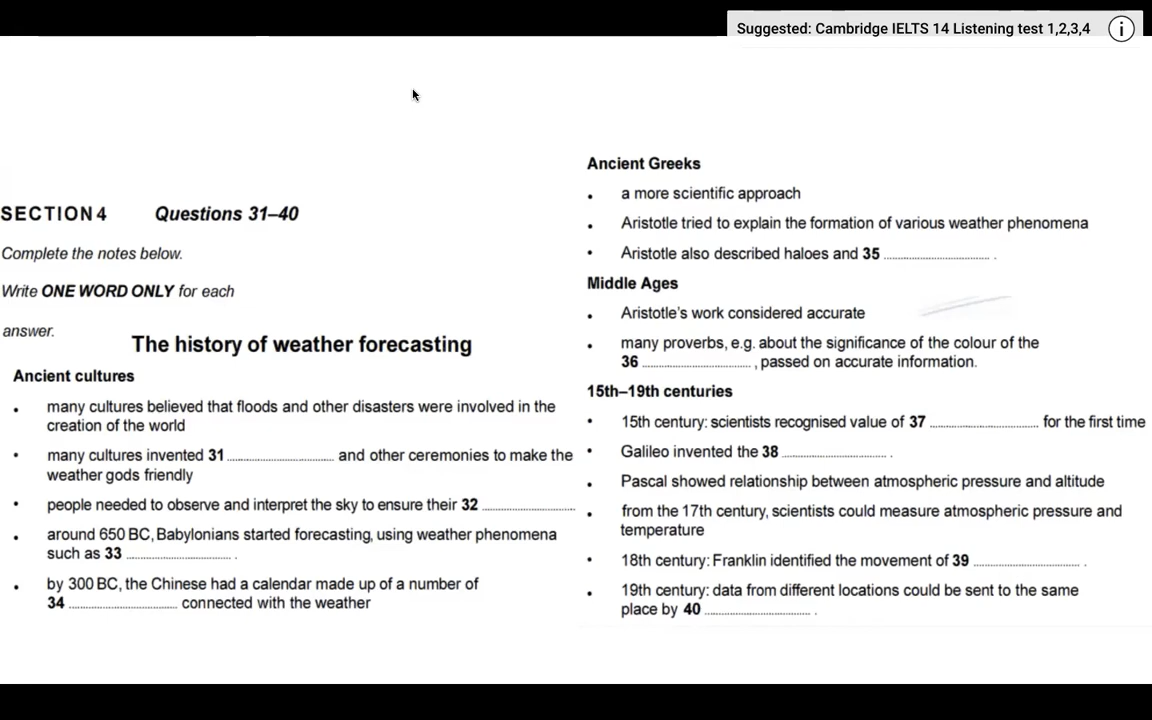 Suggested: Cambridge IELTS 14 Listening test 1,2,3,4
SECTION 4 Questions 31–40
Complete the notes below.
Write ONE WORD ONLY for each
answer.
The history of weather forecasting
Ancient cultures
• many cultures believed that floods and other disasters were involved in the
creation of the world
• many cultures invented 31 .................... and other ceremonies to make the
weather gods friendly
• people needed to observe and interpret the sky to ensure their 32 ....................
• around 650 BC, Babylonians started forecasting, using weather phenomena
such as 33 .................... .
• by 300 BC, the Chinese had a calendar made up of a number of
34 .................... connected with the weather
Ancient Greeks
• a more scientific approach
• Aristotle tried to explain the formation of various weather phenomena
• Aristotle also described haloes and 35 .................... .
Middle Ages
• Aristotle's work considered accurate
• many proverbs, e.g. about the significance of the colour of the
36 .................... , passed on accurate information.
15th–19th centuries
• 15th century: scientists recognised value of 37 .................... for the first time
• Galileo invented the 38 .................... .
• Pascal showed relationship between atmospheric pressure and altitude
• from the 17th century, scientists could measure atmospheric pressure and
temperature
• 18th century: Franklin identified the movement of 39 .................... .
• 19th century: data from different locations could be sent to the same
place by 40 .................... .